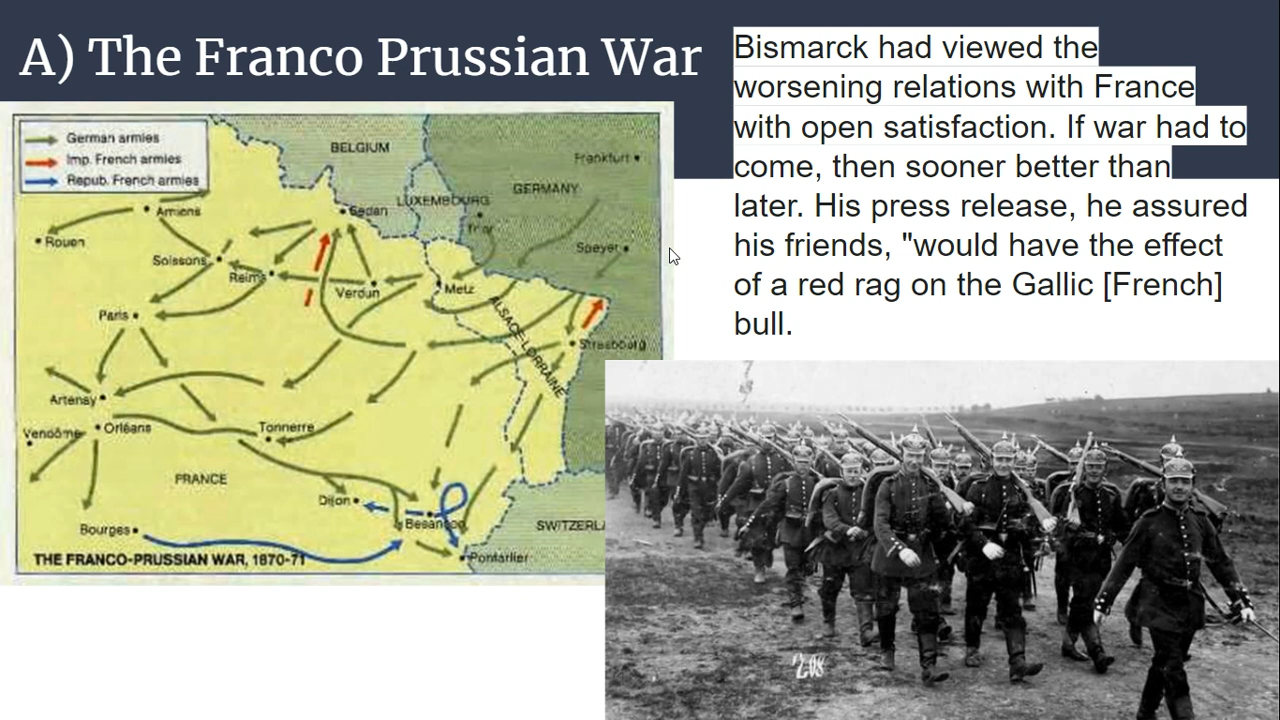 A) The Franco Prussian War
Bismarck had viewed the
worsening relations with France
with open satisfaction. If war had to
come, then sooner better than
later. His press release, he assured
his friends, "would have the effect
of a red rag on the Gallic [French]
bull.
German armies
Imp. French armies
Repub. French armies
BELGIUM
Frankfurt
GERMANY
LUXEMBOURG
Amiens
Sedan
Trier
Rouen
Speyer
Soissons
Reims
Verdun
Metz
ALSACE-LORRAINE
Paris
Strasbourg
Artenay
Vendôme
Orléans
Tonnerre
FRANCE
Dijon
Besançon
SWITZERLA
Bourges
Pontarlier
THE FRANCO-PRUSSIAN WAR, 1870-71
208